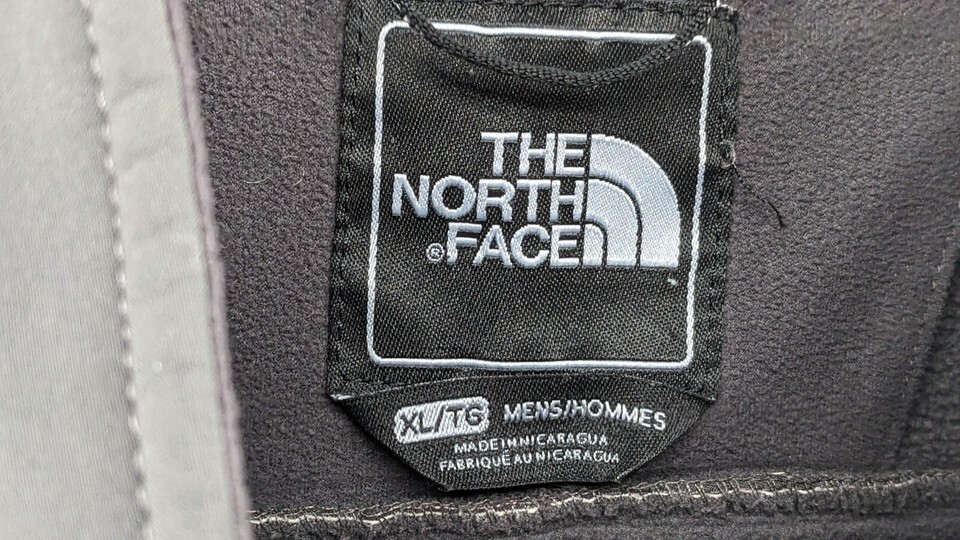 THE
NORTH
®FACE
XL/TG MENS/HOMMES
MADE IN NICARAGUA
FABRIQUÉ AU NICARAGUA